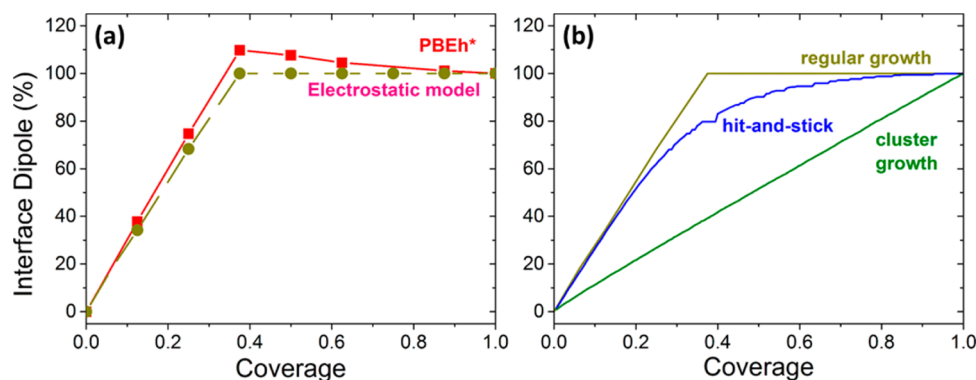 (a)
PBEh*
Electrostatic model
Interface Dipole (%)
120
100
80
60
40
20
0
0.0 0.2 0.4 0.6 0.8 1.0
Coverage
(b)
regular growth
hit-and-stick
cluster
growth
120
100
80
60
40
20
0
0.0 0.2 0.4 0.6 0.8 1.0
Coverage